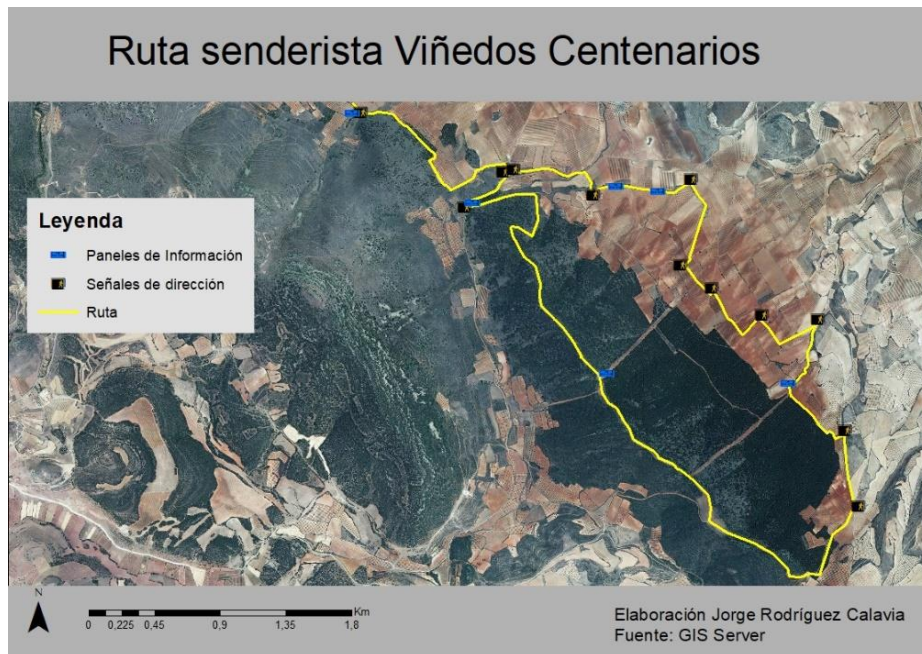 Ruta senderista Viñedos Centenarios
Leyenda
Paneles de Información
Señales de dirección
Ruta
N
Km
0 0,225 0,45 0,9 1,35 1,8
Elaboración Jorge Rodríguez Calavia
Fuente: GIS Server